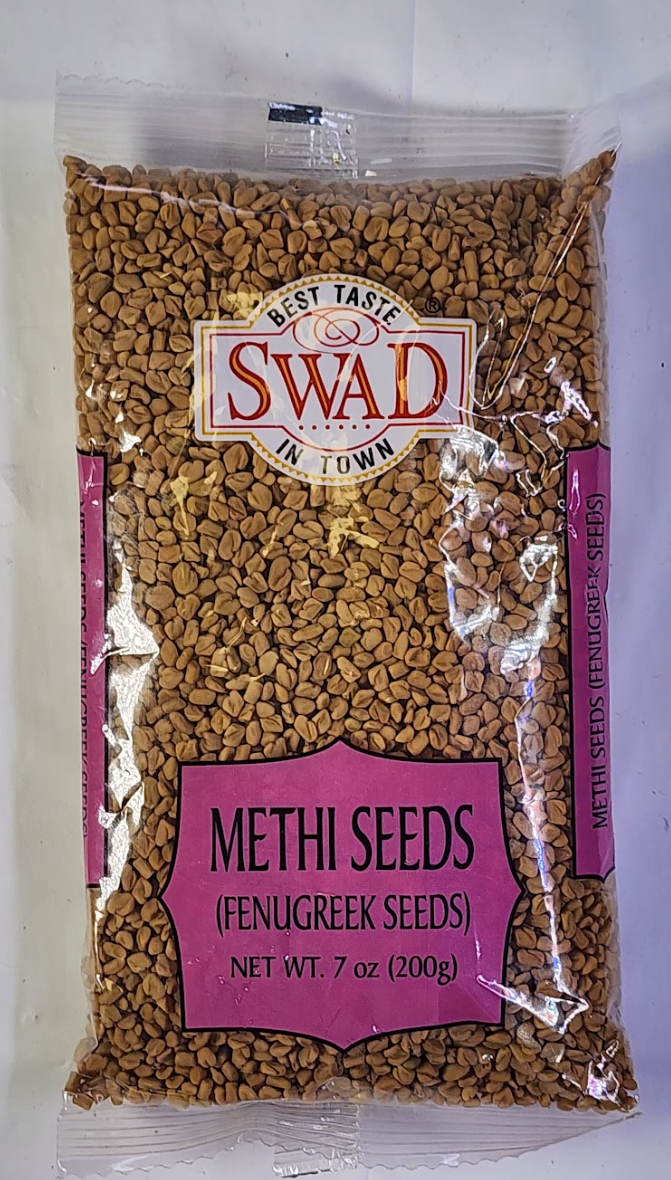 BEST TASTE
®
SWAD
IN TOWN
METHI SEEDS (FENUGREEK SEEDS)
METHI SEEDS
(FENUGREEK SEEDS)
NET WT. 7 oz (200g)